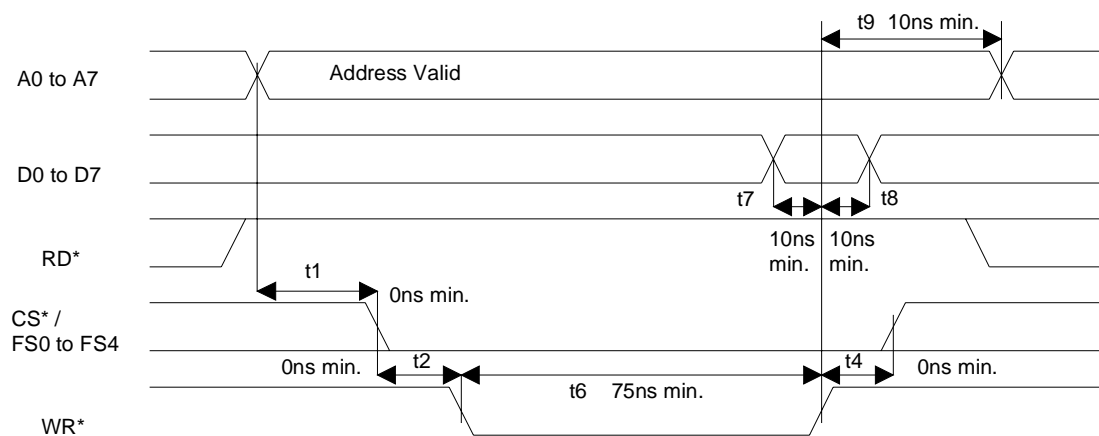 t9 10ns min.
A0 to A7
Address Valid
D0 to D7
t7
t8
10ns
min.
10ns
min.
RD*
t1
0ns min.
CS* /
FS0 to FS4
0ns min.
t2
t6 75ns min.
t4
0ns min.
WR*